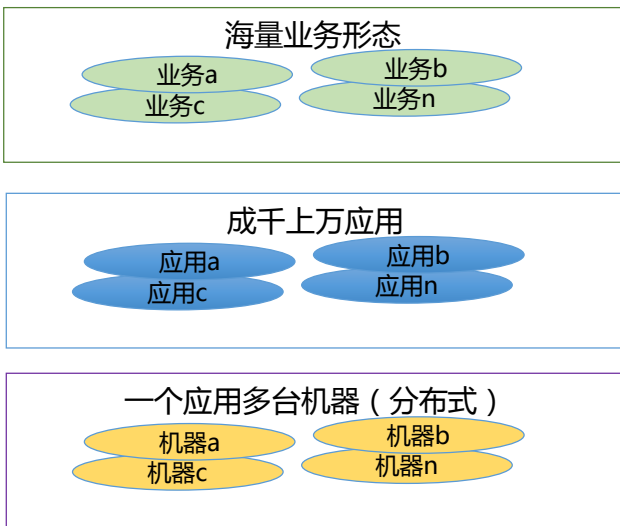 海量业务形态
业务a
业务b
业务c
业务n
成千上万应用
应用a
应用b
应用c
应用n
一个应用多台机器（分布式）
机器a
机器b
机器c
机器n